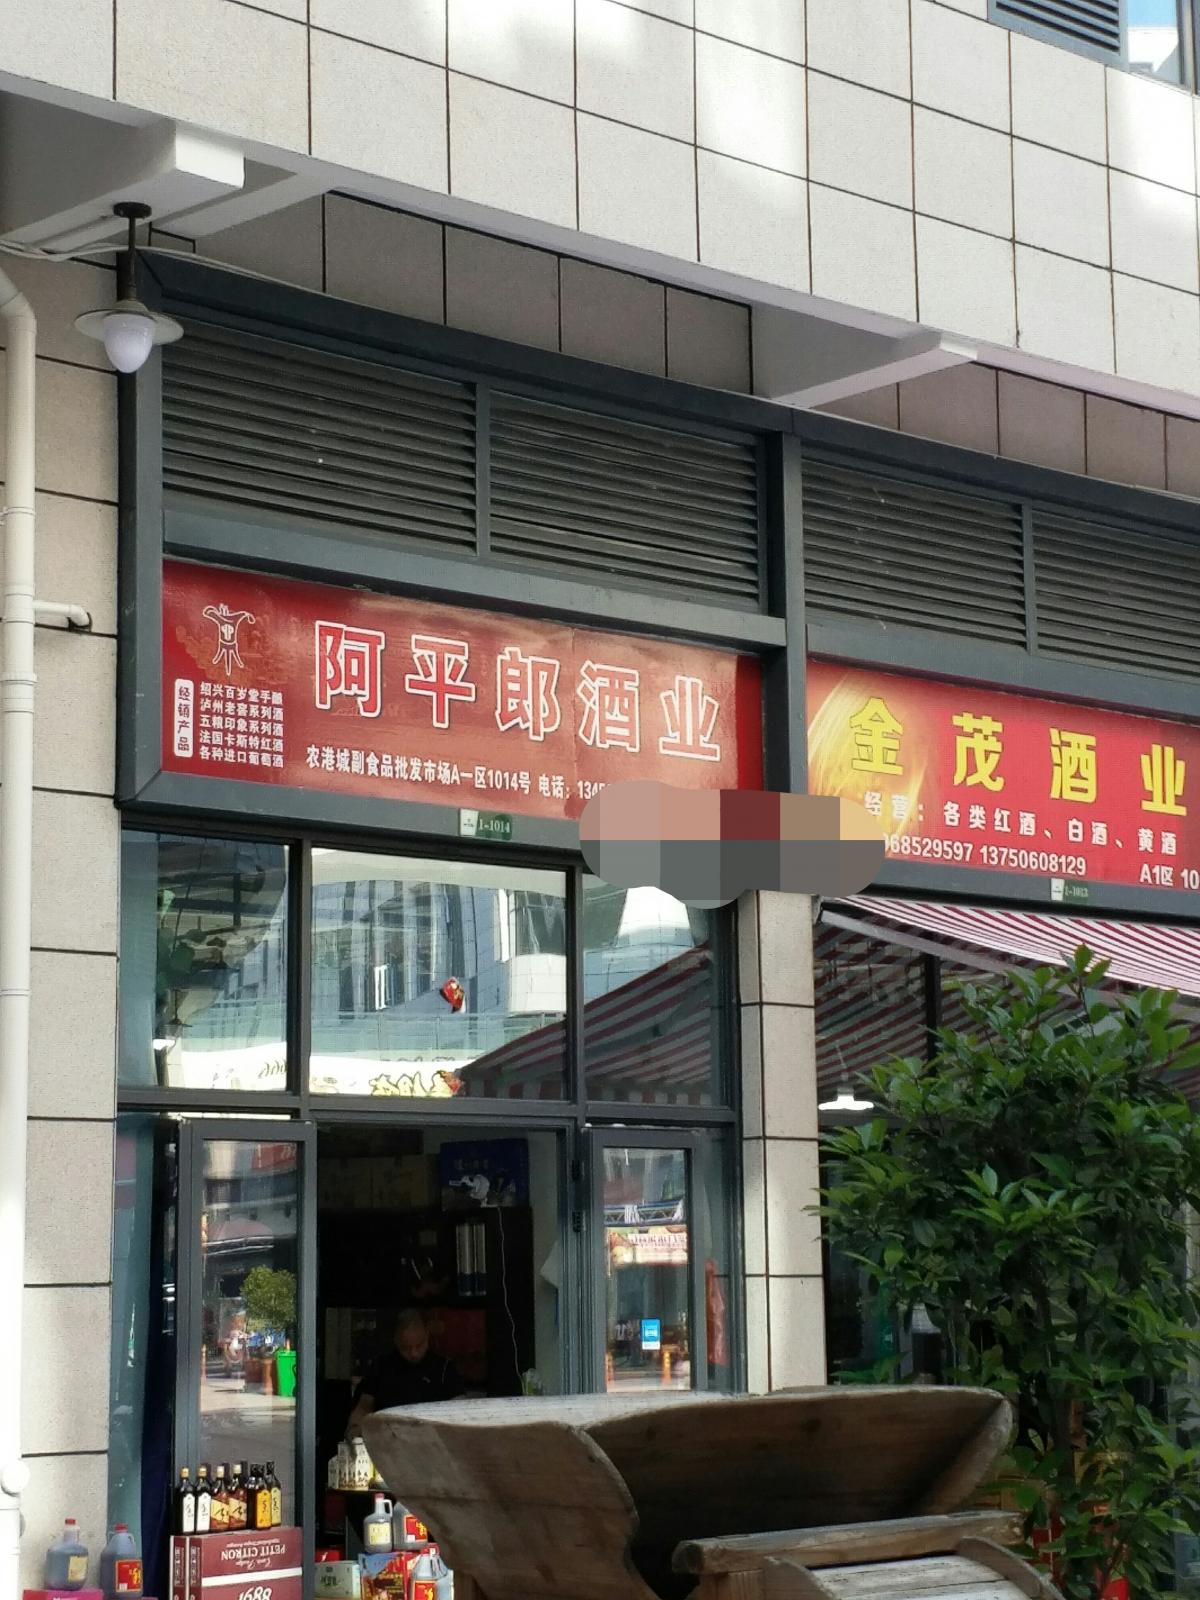 阿平郎酒业
经销产品
绍兴百岁堂手酿
泸州老窖系列酒
五粮印象系列酒
法国卡斯特红酒
各种进口葡萄酒
农港城副食品批发市场A一区1014号 电话：1345
1-1014
金茂酒业
经营：各类红酒、白酒、黄酒
068529597 13750608129 A1区 10
1-1013
PETIT CITRON
1688